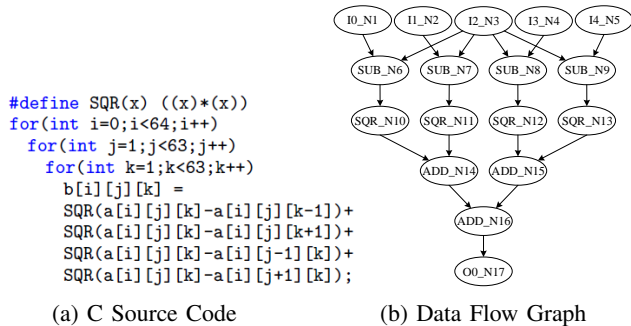 #define SQR(x) ((x)*(x))
for(int i=0;i<64;i++)
for(int j=1;j<63;j++)
for(int k=1;k<63;k++)
b[i][j][k] =
SQR(a[i][j][k]-a[i][j][k-1])+
SQR(a[i][j][k]-a[i][j][k+1])+
SQR(a[i][j][k]-a[i][j-1][k])+
SQR(a[i][j][k]-a[i][j+1][k]);
(a) C Source Code
I0_N1 I1_N2 I2_N3 I3_N4 I4_N5
SUB_N6 SUB_N7 SUB_N8 SUB_N9
SQR_N10 SQR_N11 SQR_N12 SQR_N13
ADD_N14 ADD_N15
ADD_N16
O0_N17
(b) Data Flow Graph